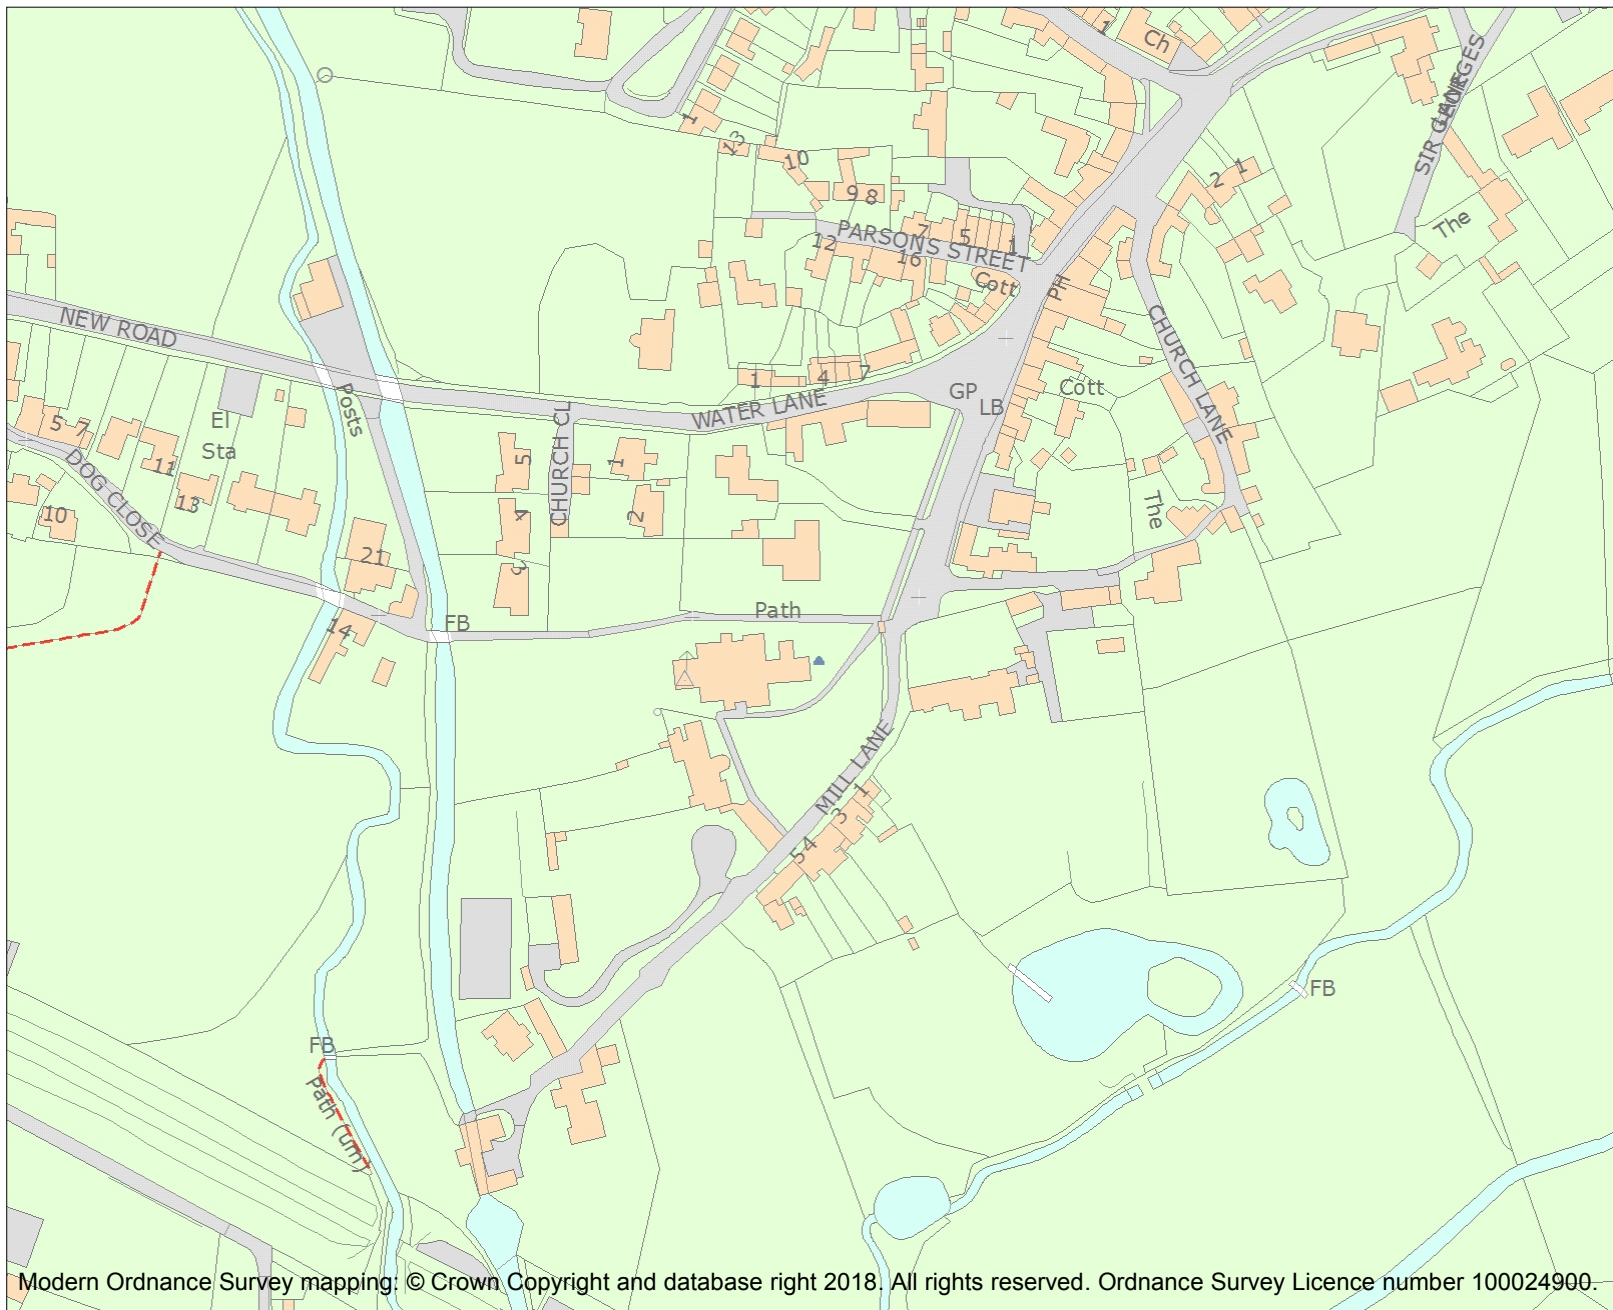 1
Ch
SIR GEORGES
LANE
1
13
10
9 8
2 1
The
PARSONS STREET
7
5
1
12
16
Cott
PH
NEW ROAD
CHURCH LANE
1
4
7
GP
LB
Cott
WATER LANE
Posts
El
Sta
5 7
11
13
10
DOG CLOSE
CHURCH CL
5
4
3
1
2
The
21
14
FB
Path
MILL LANE
1
3
54
FB
FB
Path (um)
Modern Ordnance Survey mapping: © Crown Copyright and database right 2018. All rights reserved. Ordnance Survey Licence number 100024900.